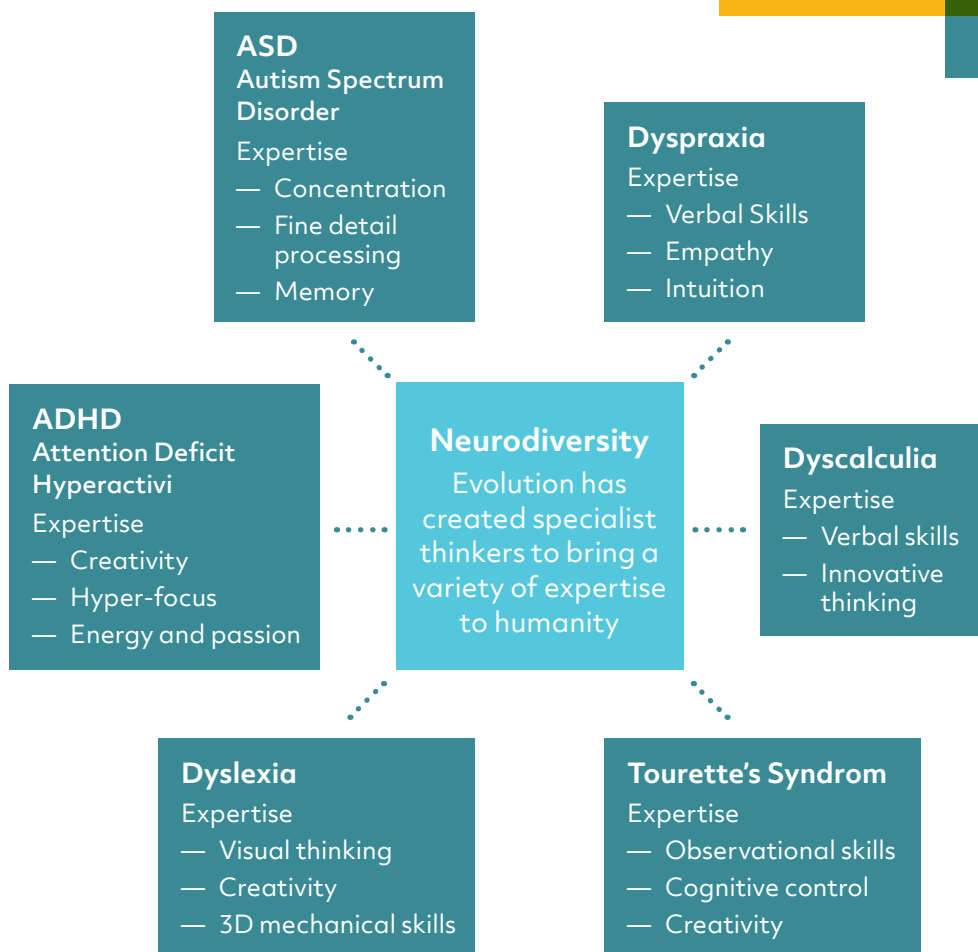 ASD
Autism Spectrum
Disorder
Expertise
— Concentration
— Fine detail
processing
— Memory
Dyspraxia
Expertise
— Verbal Skills
— Empathy
— Intuition
ADHD
Attention Deficit
Hyperactivi
Expertise
— Creativity
— Hyper-focus
— Energy and passion
Neurodiversity
Evolution has
created specialist
thinkers to bring a
variety of expertise
to humanity
Dyscalculia
Expertise
— Verbal skills
— Innovative
thinking
Dyslexia
Expertise
— Visual thinking
— Creativity
— 3D mechanical skills
Tourette’s Syndrom
Expertise
— Observational skills
— Cognitive control
— Creativity